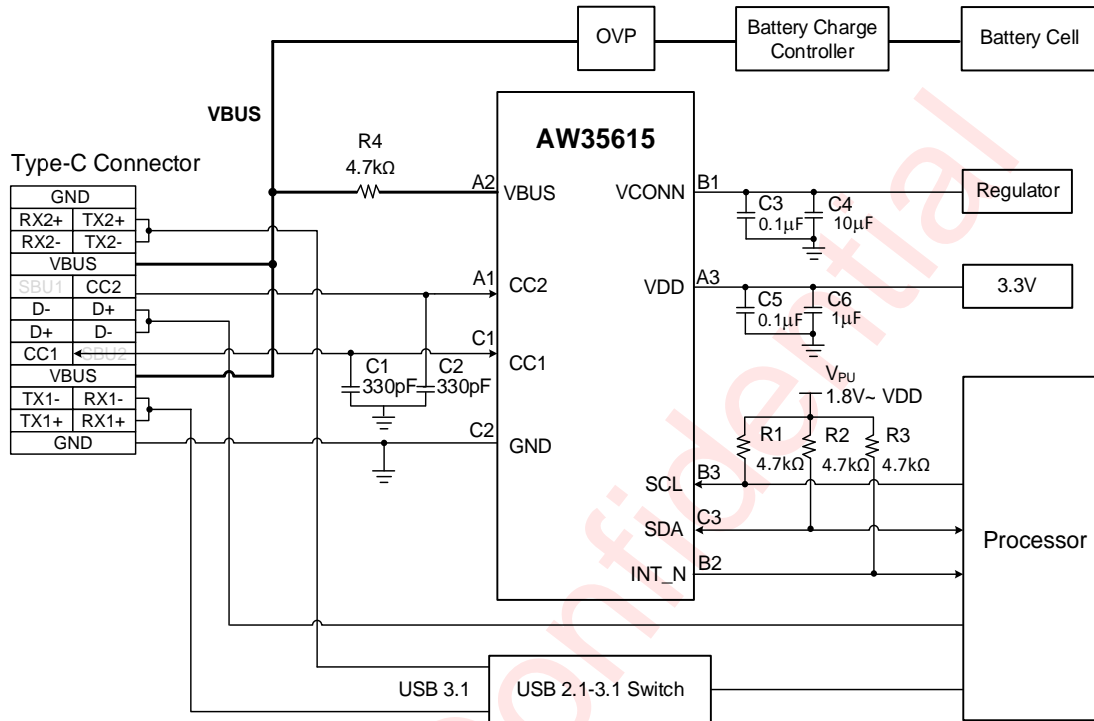 OVP
Battery Charge
Controller
Battery Cell
VBUS
AW35615
R4
4.7kΩ
Type-C Connector
A2
VBUS
VCONN
B1
Regulator
C3
0.1μF
C4
10μF
GND
RX2+ TX2+
RX2- TX2-
VBUS
SBU1 CC2
D- D+
D+ D-
CC1 SBU2
VBUS
TX1- RX1-
TX1+ RX1+
GND
A1
CC2
VDD
A3
3.3V
C5
0.1μF
C6
1μF
C1
CC1
C1
330pF
C2
330pF
VPU
1.8V~ VDD
C2
GND
R1
4.7kΩ
R2
4.7kΩ
R3
4.7kΩ
SCL
B3
SDA
C3
INT_N
B2
Processor
USB 3.1
USB 2.1-3.1 Switch
onfidential